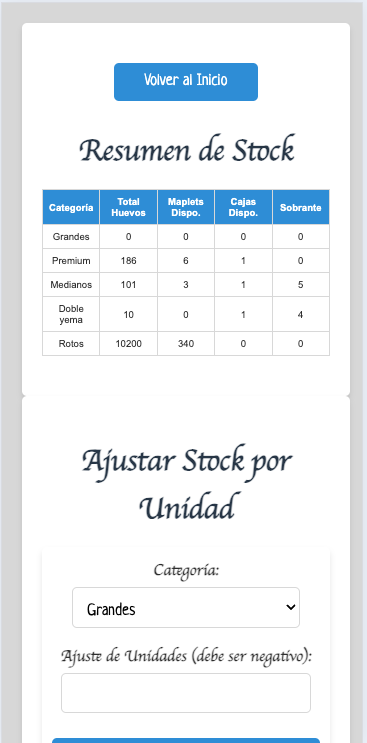 Volver al Inicio
Resumen de Stock
Categoría Total Huevos Maplets Dispo. Cajas Dispo. Sobrante
Grandes 0 0 0 0
Premium 186 6 1 0
Medianos 101 3 1 5
Doble yema 10 0 1 4
Rotos 10200 340 0 0
Ajustar Stock por
Unidad
Categoría:
Grandes
Ajuste de Unidades (debe ser negativo):